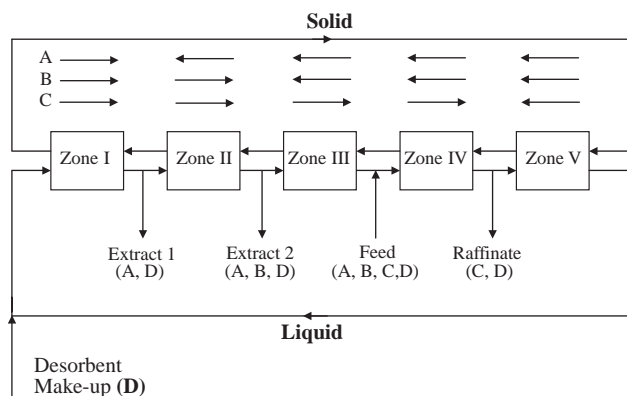 Solid
A
B
C
Zone I
Zone II
Zone III
Zone IV
Zone V
Extract 1
(A, D)
Extract 2
(A, B, D)
Feed
(A, B, C,D)
Raffinate
(C, D)
Liquid
Desorbent
Make-up (D)